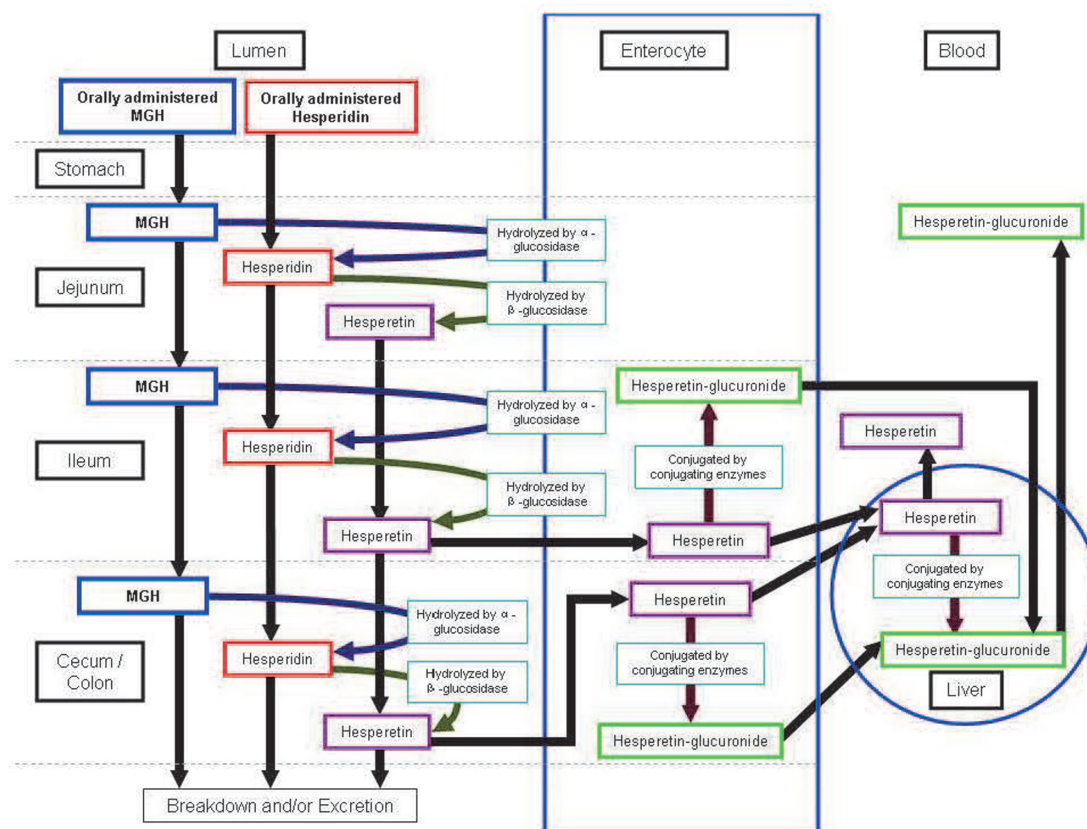 Lumen
Enterocyte
Blood
Orally administered
MGH
Orally administered
Hesperidin
Stomach
MGH
Hydrolyzed by α -
glucosidase
Hesperetin-glucuronide
Hesperidin
Jejunum
Hydrolyzed by
β -glucosidase
Hesperetin
MGH
Hesperetin-glucuronide
Hydrolyzed by α -
glucosidase
Hesperetin
Hesperidin
Ileum
Conjugated by
conjugating enzymes
Hydrolyzed by
β -glucosidase
Hesperetin
Hesperetin
Hesperetin
Conjugated by
conjugating enzymes
MGH
Hesperetin
Hydrolyzed by α -
glucosidase
Hesperidin
Hesperetin-glucuronide
Cecum /
Colon
Conjugated by
conjugating enzymes
Hydrolyzed by
β -glucosidase
Liver
Hesperetin
Hesperetin-glucuronide
Breakdown and/or Excretion